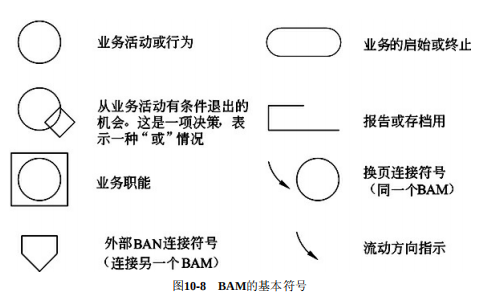 业务活动或行为
业务的启始或终止
从业务活动有条件退出的
机会。这是一项决策，表
示一种“或”情况
报告或存档用
业务职能
换页连接符号
（同一个BAM）
外部BAN连接符号
（连接另一个BAM）
流动方向指示
图10-8　BAM的基本符号